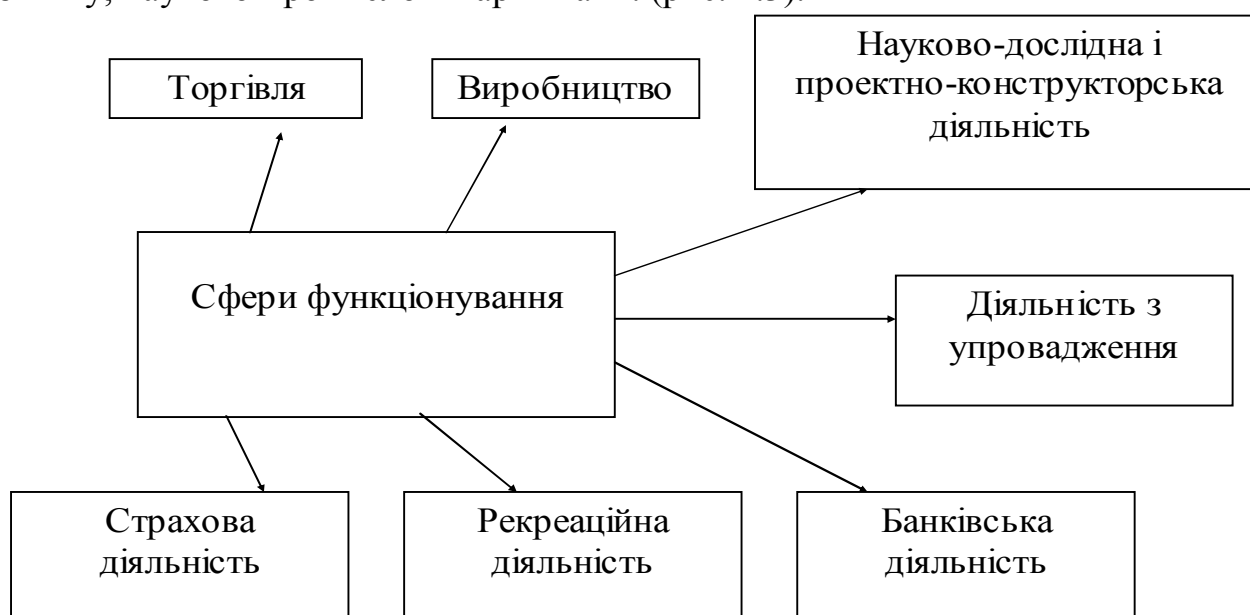 Науково-дослідна і
проектно-конструкторська
діяльність
Торгівля
Виробництво
Сфери функціонування
Діяльність з
упровадження
Страхова
діяльність
Рекреаційна
діяльність
Банківська
діяльність